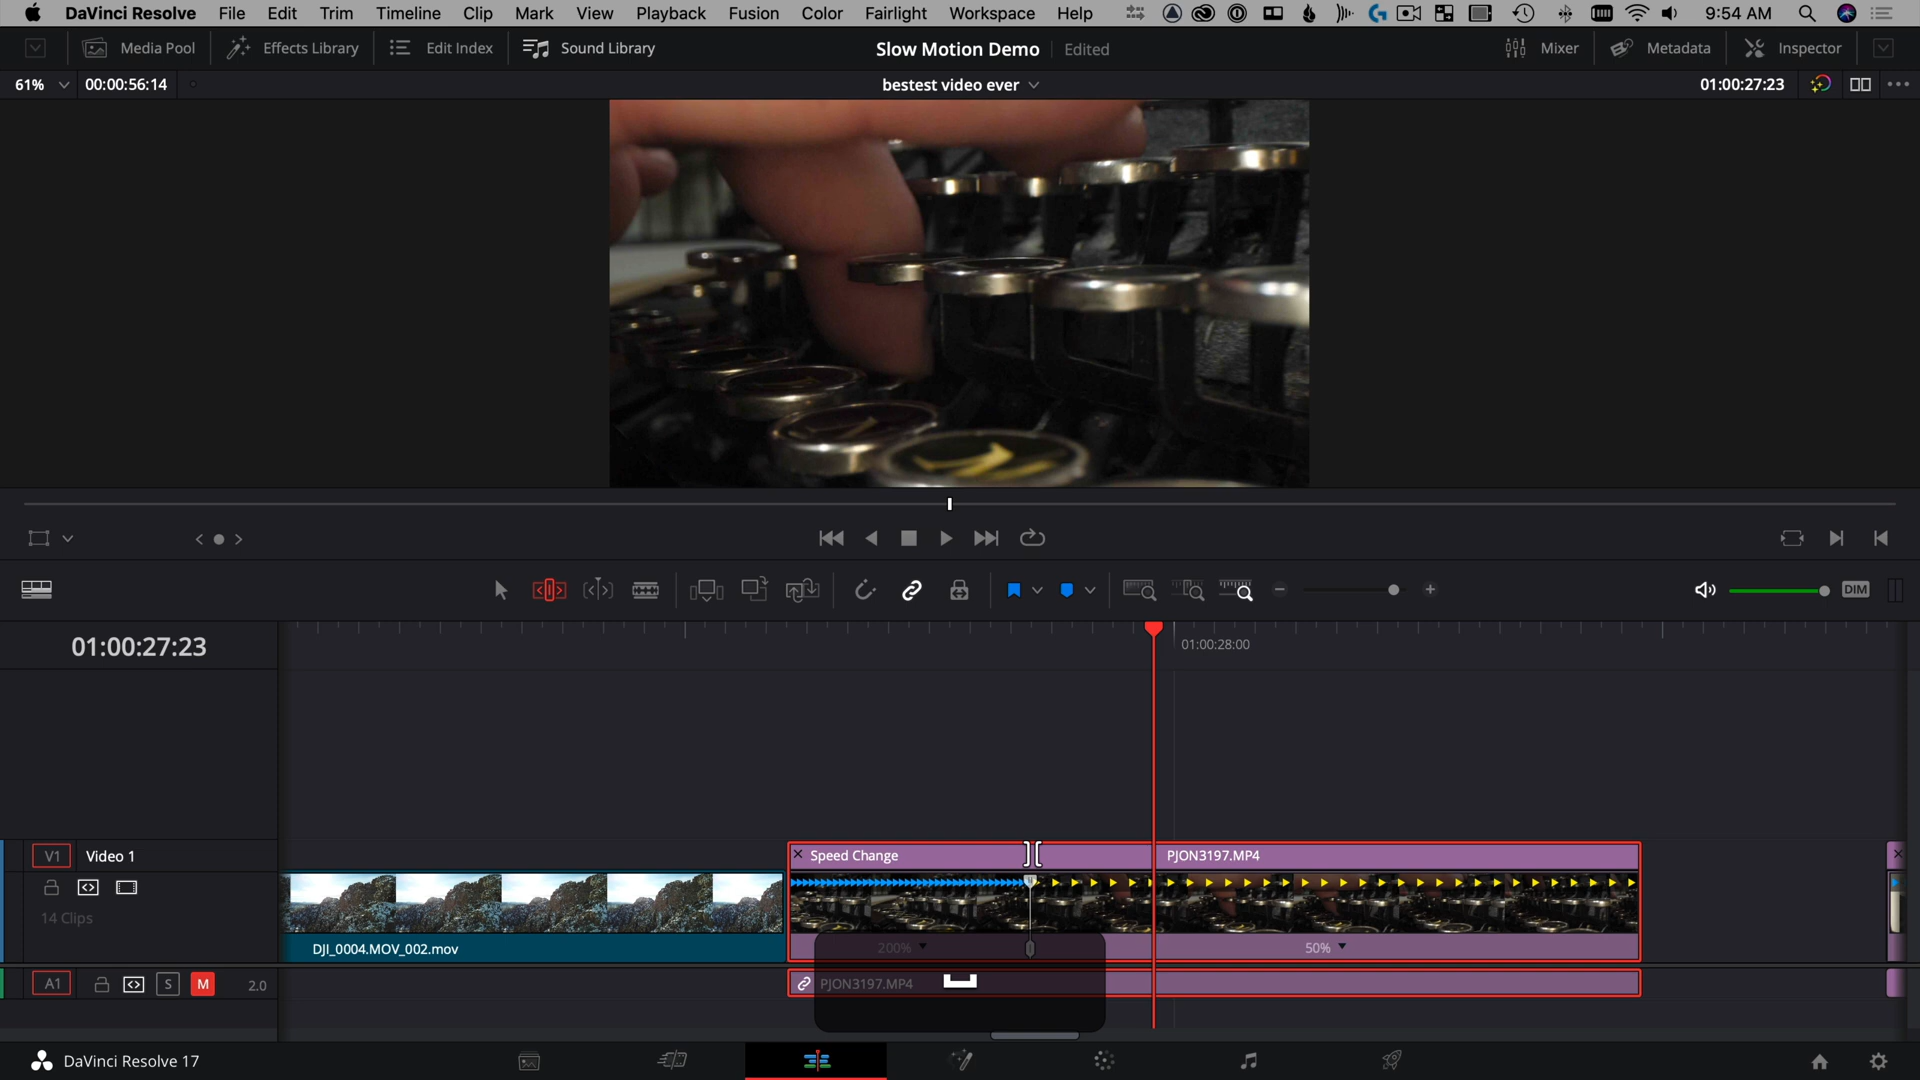 DaVinci Resolve File Edit Trim Timeline Clip Mark View Playback Fusion Color Fairlight Workspace Help 9:54 AM
Media Pool Effects Library Edit Index Sound Library Slow Motion Demo Edited Mixer Metadata Inspector
61% 00:00:56:14 bestest video ever 01:00:27:23
DIM
01:00:27:23 01:00:28:00
V1 Video 1 Speed Change PJON3197.MP4
14 Clips
DJI_0004.MOV_002.mov 200% 50%
A1 S M 2.0 PJON3197.MP4
DaVinci Resolve 17